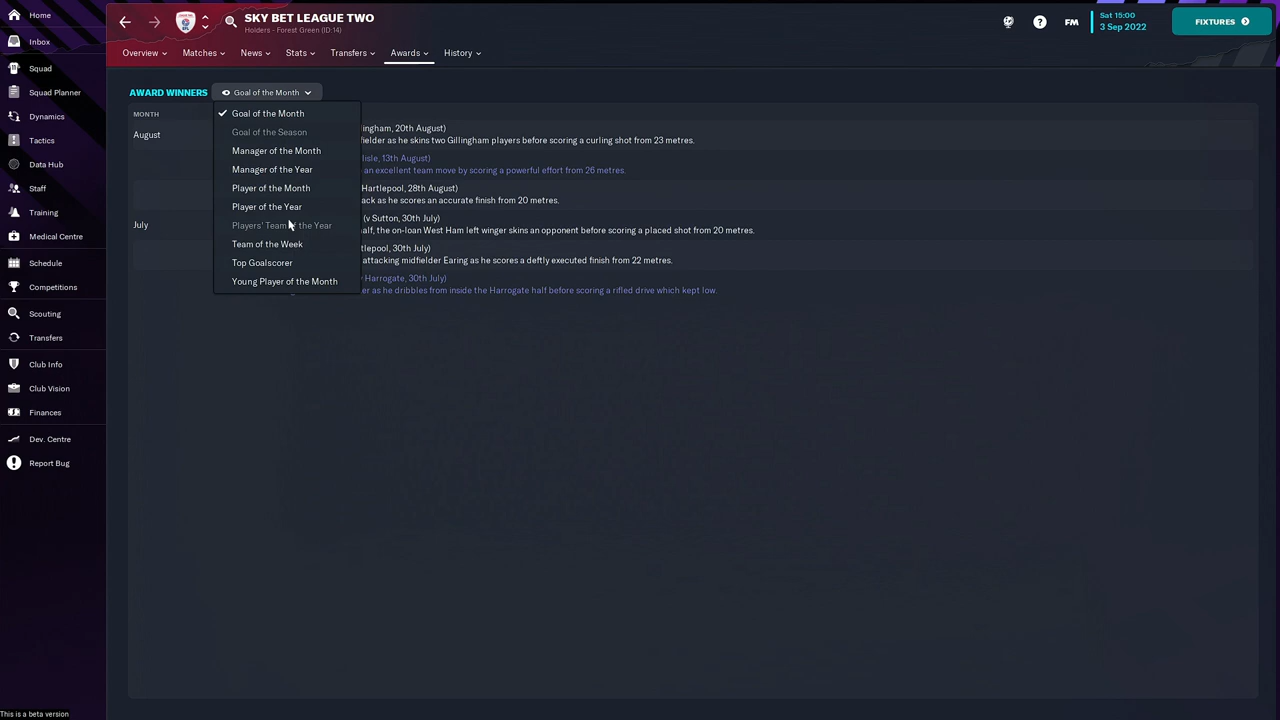 Home
Inbox
Squad
Squad Planner
Dynamics
Tactics
Data Hub
Staff
Training
Medical Centre
Schedule
Competitions
Scouting
Transfers
Club Info
Club Vision
Finances
Dev. Centre
Report Bug
This is a beta version
SKY BET LEAGUE TWO
Holders - Forest Green (ID:14)
FM
Sat 15:00
3 Sep 2022
FIXTURES
Overview
Matches
News
Stats
Transfers
Awards
History
AWARD WINNERS
Goal of the Month
MONTH
August
July
Goal of the Month
Goal of the Season
Manager of the Month
Manager of the Year
Player of the Month
Player of the Year
Players' Team of the Year
Team of the Week
Top Goalscorer
Young Player of the Month
lingham, 20th August)
fielder as he skins two Gillingham players before scoring a curling shot from 23 metres.
lisle, 13th August)
an excellent team move by scoring a powerful effort from 26 metres.
Hartlepool, 28th August)
ack as he scores an accurate finish from 20 metres.
(v Sutton, 30th July)
alf, the on-loan West Ham left winger skins an opponent before scoring a placed shot from 20 metres.
tlepool, 30th July)
attacking midfielder Earing as he scores a deftly executed finish from 22 metres.
Harrogate, 30th July)
er as he dribbles from inside the Harrogate half before scoring a rifled drive which kept low.